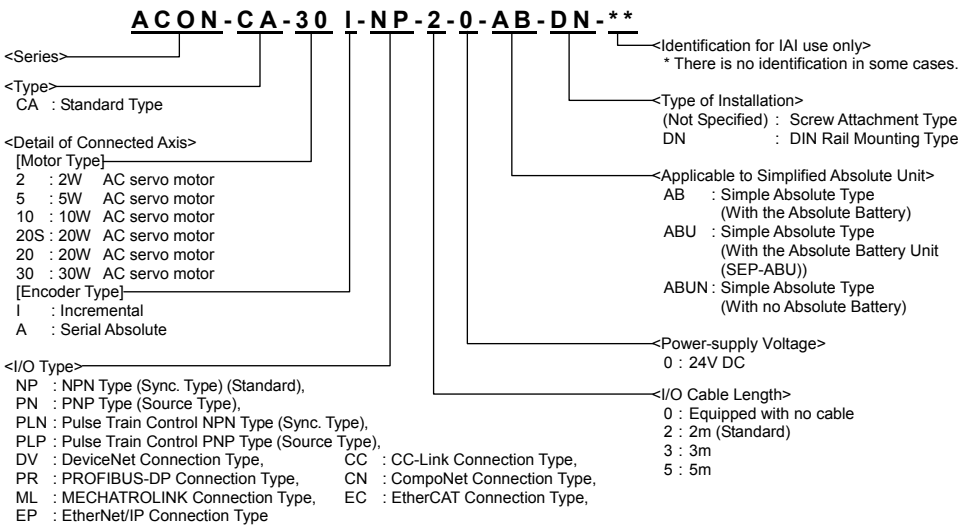 ACON-CA-30 I-NP-2-0-AB-DN-**
<Series>
<Type>
CA : Standard Type
<Detail of Connected Axis>
[Motor Type]
2 : 2W AC servo motor
5 : 5W AC servo motor
10 : 10W AC servo motor
20S : 20W AC servo motor
20 : 20W AC servo motor
30 : 30W AC servo motor
[Encoder Type]
I : Incremental
A : Serial Absolute
<I/O Type>
NP : NPN Type (Sync. Type) (Standard),
PN : PNP Type (Source Type),
PLN : Pulse Train Control NPN Type (Sync. Type),
PLP : Pulse Train Control PNP Type (Source Type),
DV : DeviceNet Connection Type, CC : CC-Link Connection Type,
PR : PROFIBUS-DP Connection Type, CN : CompoNet Connection Type,
ML : MECHATROLINK Connection Type, EC : EtherCAT Connection Type,
EP : EtherNet/IP Connection Type
<Identification for IAI use only>
* There is no identification in some cases.
<Type of Installation>
(Not Specified) : Screw Attachment Type
DN : DIN Rail Mounting Type
<Applicable to Simplified Absolute Unit>
AB : Simple Absolute Type
(With the Absolute Battery)
ABU : Simple Absolute Type
(With the Absolute Battery Unit
(SEP-ABU))
ABUN : Simple Absolute Type
(With no Absolute Battery)
<Power-supply Voltage>
0 : 24V DC
<I/O Cable Length>
0 : Equipped with no cable
2 : 2m (Standard)
3 : 3m
5 : 5m